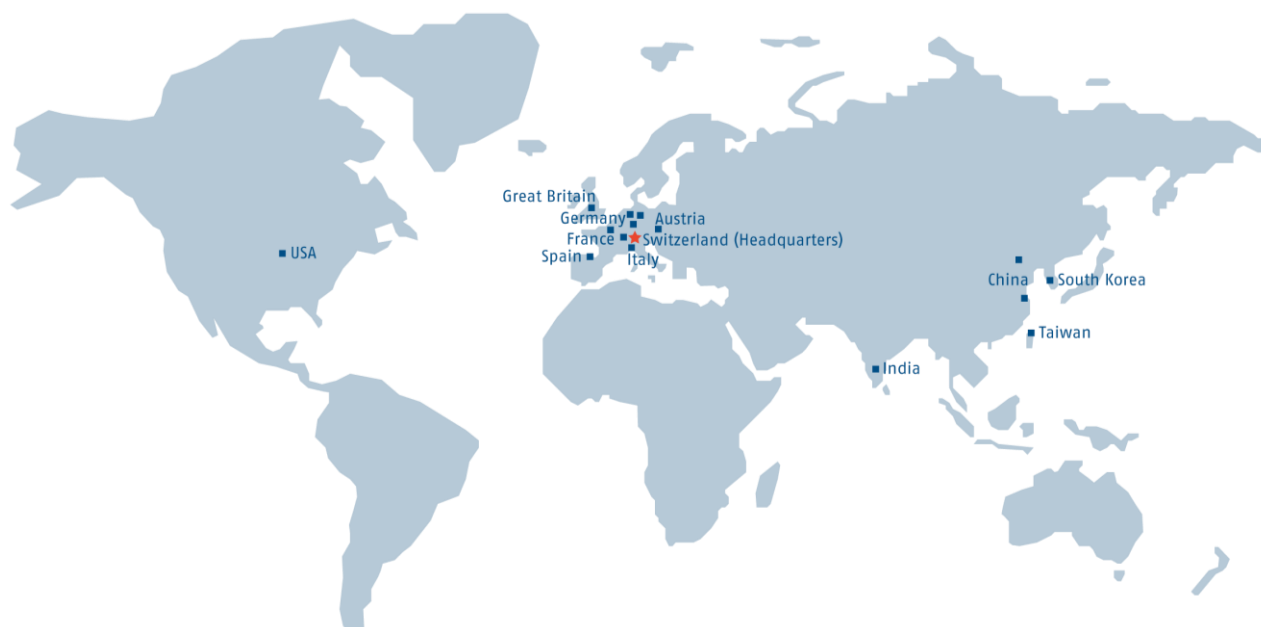 Great Britain
Germany
Austria
France
Switzerland (Headquarters)
USA
Spain
Italy
China
South Korea
Taiwan
India